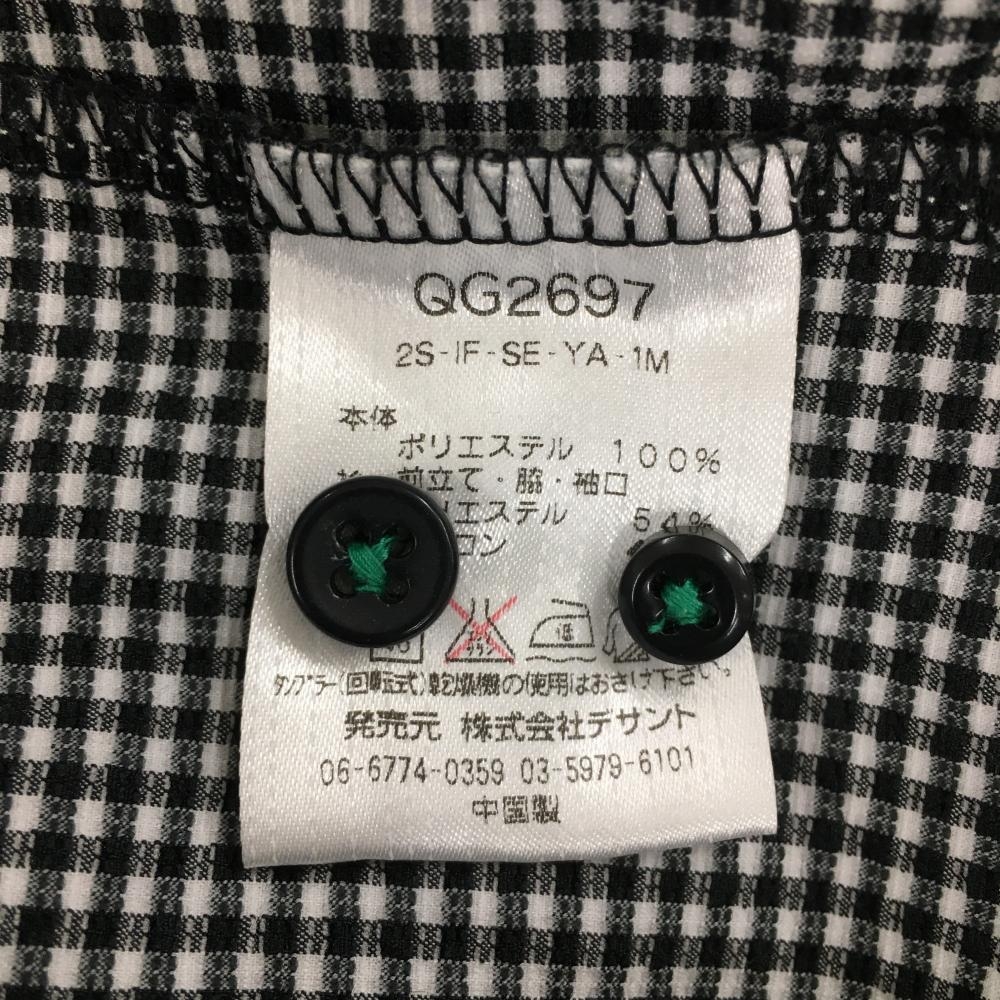 QG2697
2S-IF-SE-YA-1M
本体
ポリエステル 100%
前立て・脇・袖口
エステル 54%
ロン
タンブラー(回転式)乾燥機の使用はおさけ下さい。
発売元 株式会社デサント
06-6774-0359 03-5979-6101
中国製